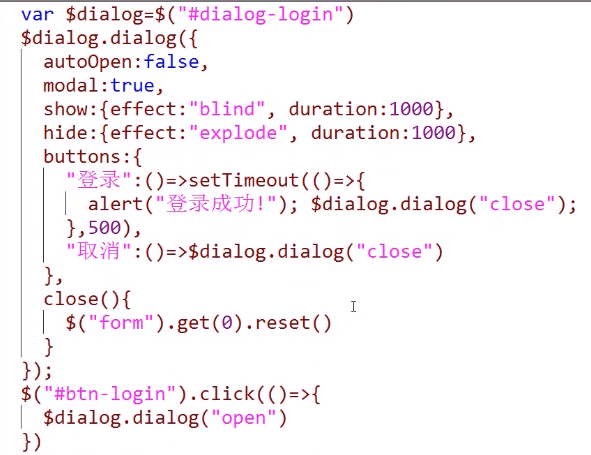 var $dialog=$("#dialog-login")
$dialog.dialog({
autoOpen:false,
modal:true,
show:{effect:"blind", duration:1000},
hide:{effect:"explode", duration:1000},
buttons:{
"登录":()=>setTimeout(()=>{
alert("登录成功!"); $dialog.dialog("close");
},500),
"取消":()=>$dialog.dialog("close")
},
close(){
$("form").get(0).reset()
}
});
$("#btn-login").click(()=>{
$dialog.dialog("open")
})